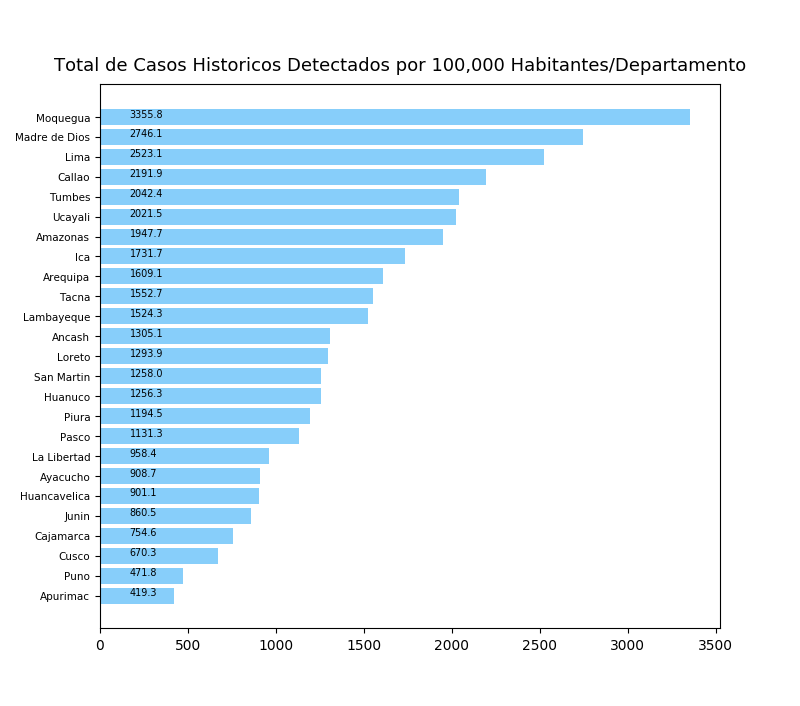 Total de Casos Historicos Detectados por 100,000 Habitantes/Departamento
Moquegua 3355.8
Madre de Dios 2746.1
Lima 2523.1
Callao 2191.9
Tumbes 2042.4
Ucayali 2021.5
Amazonas 1947.7
Ica 1731.7
Arequipa 1609.1
Tacna 1552.7
Lambayeque 1524.3
Ancash 1305.1
Loreto 1293.9
San Martin 1258.0
Huanuco 1256.3
Piura 1194.5
Pasco 1131.3
La Libertad 958.4
Ayacucho 908.7
Huancavelica 901.1
Junin 860.5
Cajamarca 754.6
Cusco 670.3
Puno 471.8
Apurimac 419.3
0 500 1000 1500 2000 2500 3000 3500